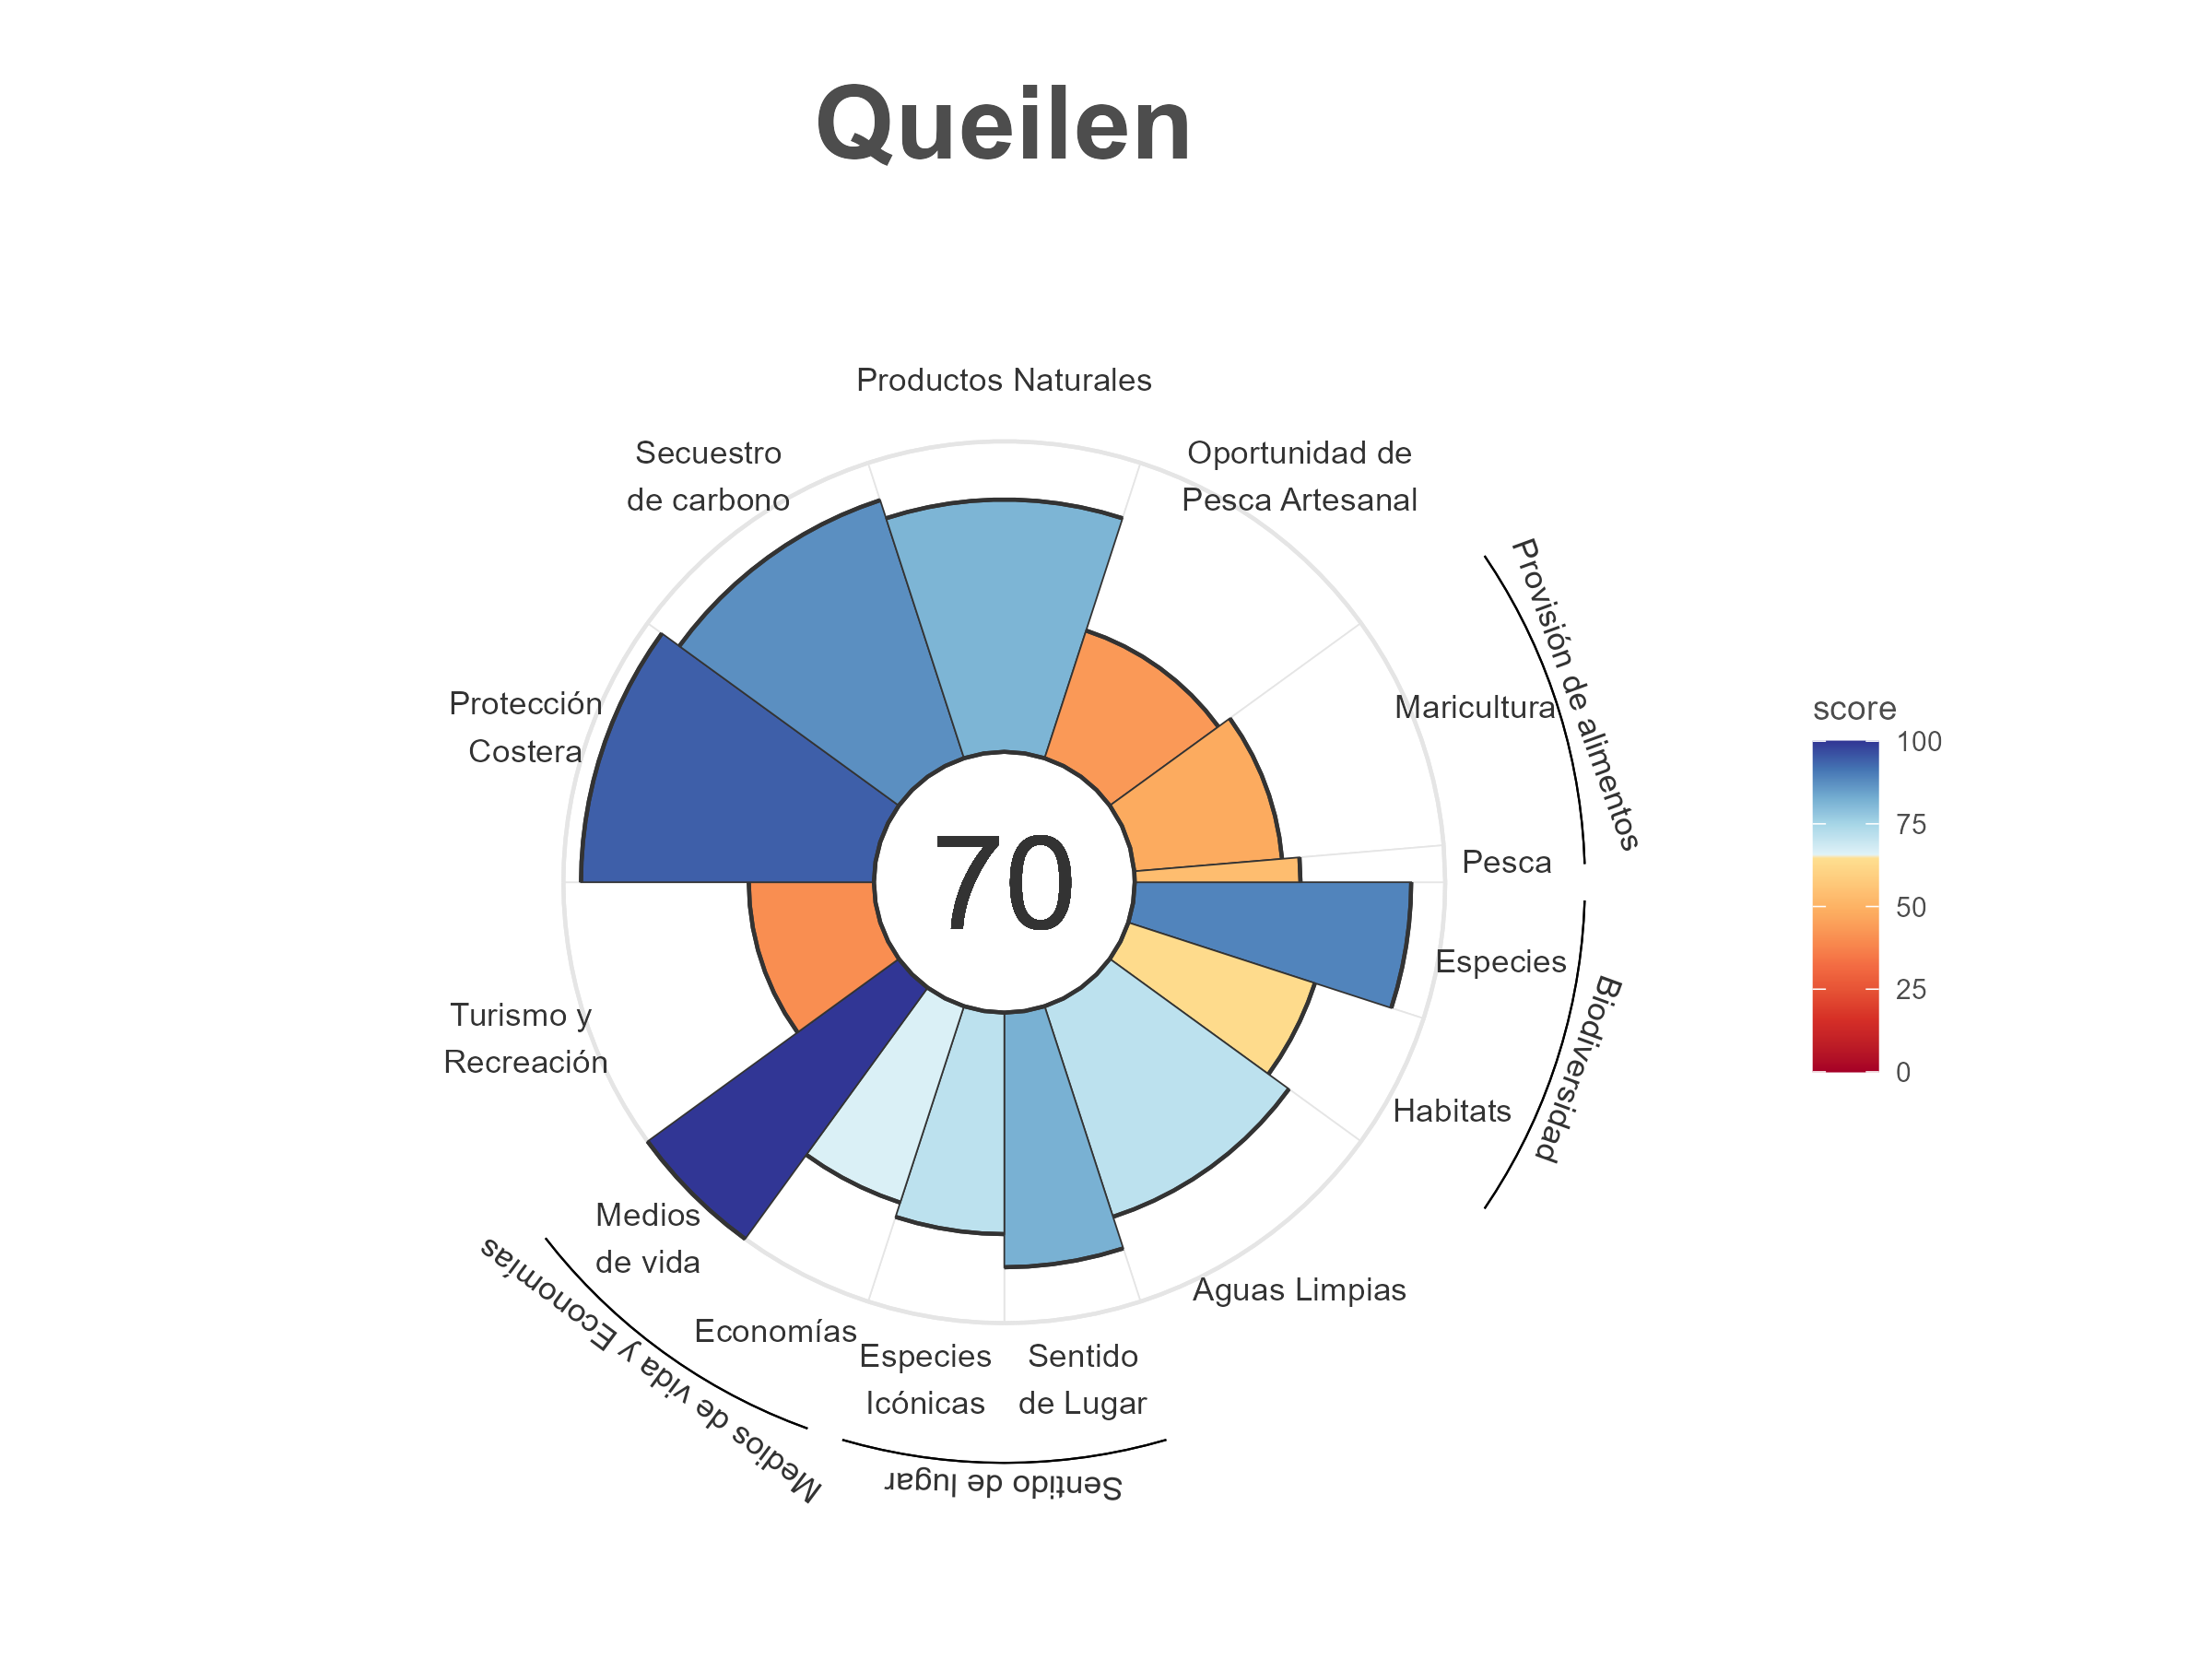 Queilen
Productos Naturales
Secuestro
de carbono
Oportunidad de
Pesca Artesanal
Provisión de alimentos
Protección
Costera
Maricultura
score
100
75
50
25
0
70
Pesca
Especies
Biodiversidad
Turismo y
Recreación
Habitats
Medios
de vida
Aguas Limpias
Economías
Especies
Icónicas
Sentido
de Lugar
Medios de vida y Economías
Sentido de lugar